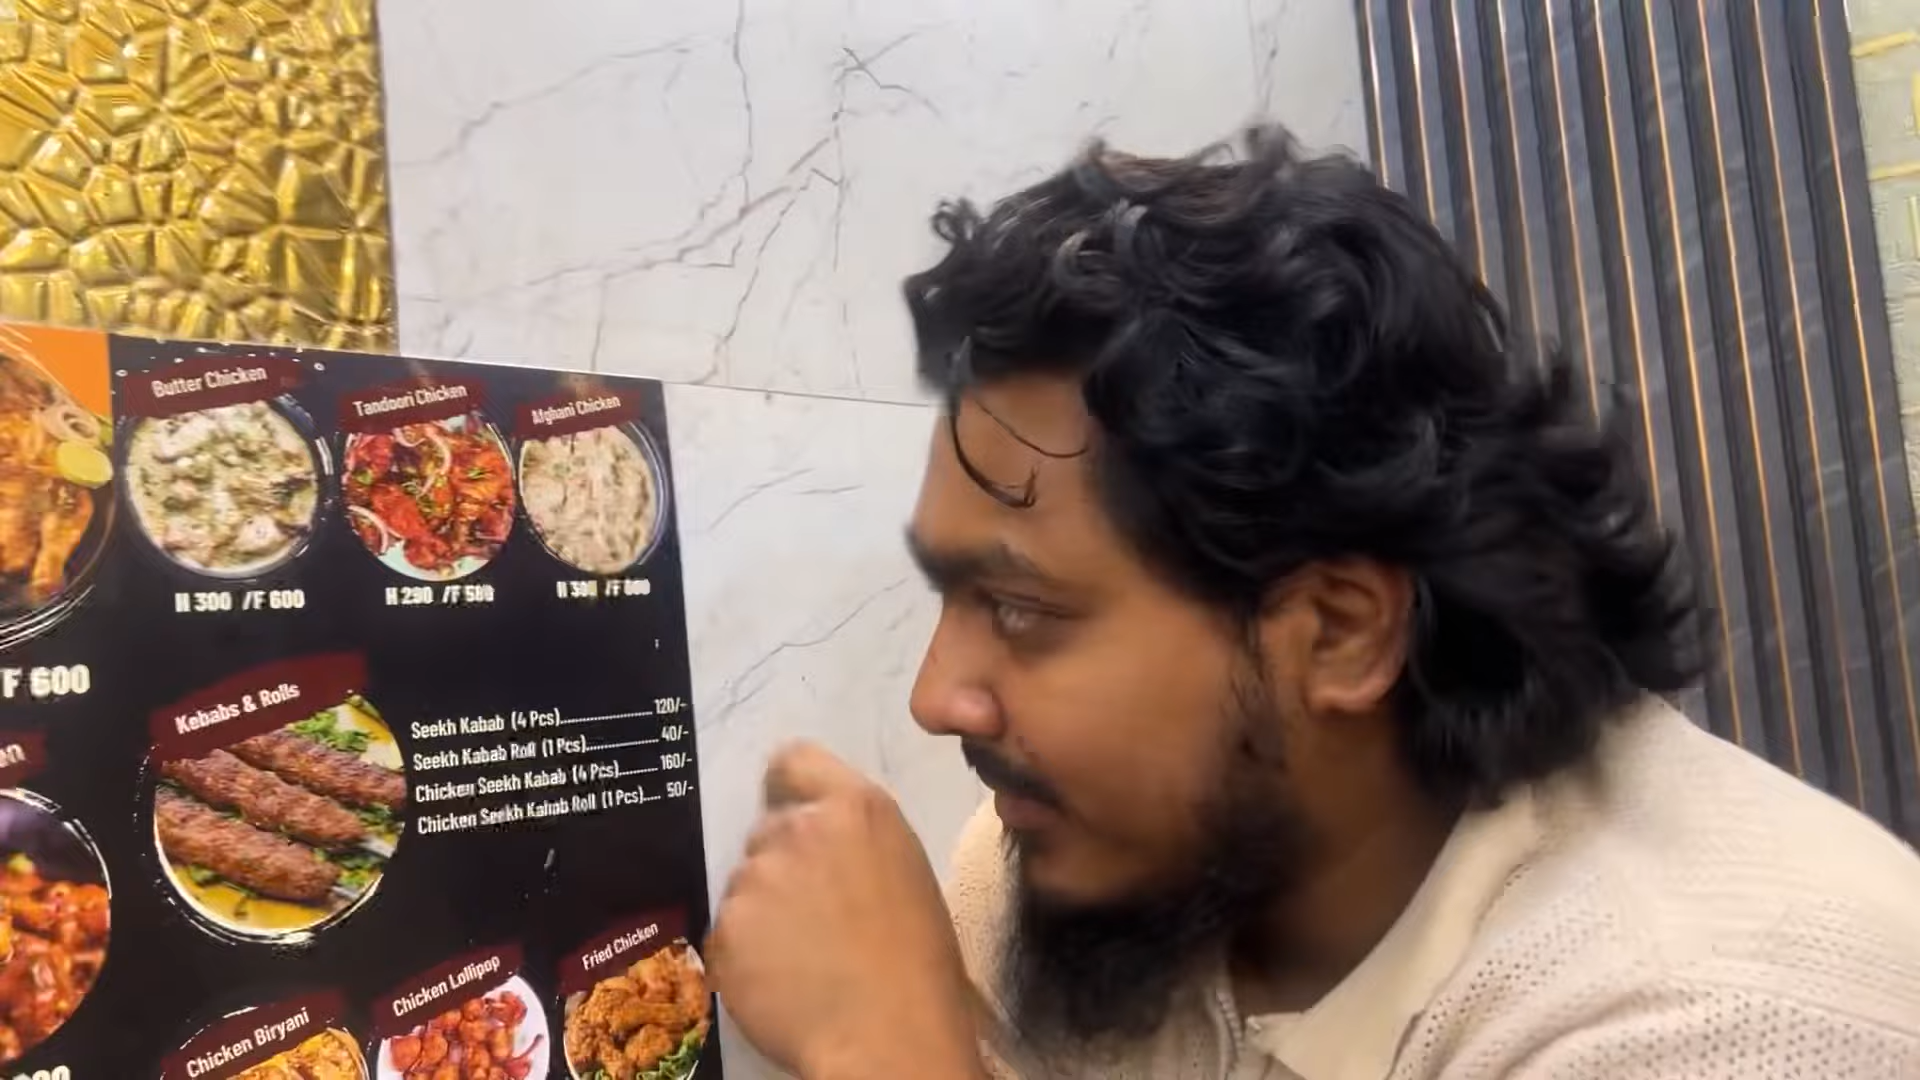 Butter Chicken
Tandoori Chicken
Afghani Chicken
H 300 /F 600
H 290 /F 580
H 300 /F
F 600
Kebabs & Rolls
Seekh Kabab (4 Pcs)........................ 120/-
Seekh Kabab Roll (1 Pcs)................... 40/-
Chicken Seekh Kabab (4 Pcs).......... 160/-
Chicken Seekh Kabab Roll (1 Pcs)..... 50/-
Fried Chicken
Chicken Lollipop
Chicken Biryani